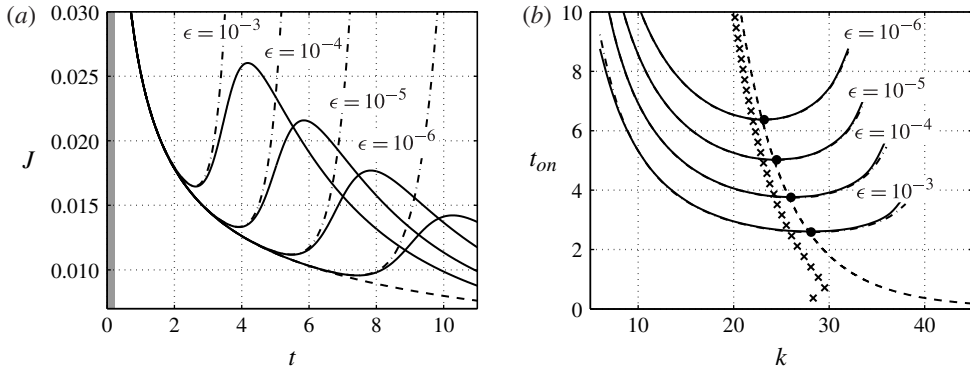 (a)
0.030
0.025
0.020
0.015
0.010
J
0 2 4 6 8 10
t
ϵ = 10⁻³
ϵ = 10⁻⁴
ϵ = 10⁻⁵
ϵ = 10⁻⁶
(b)
10
8
6
4
2
0
t_on
10 20 30 40
k
ϵ = 10⁻⁶
ϵ = 10⁻⁵
ϵ = 10⁻⁴
ϵ = 10⁻³